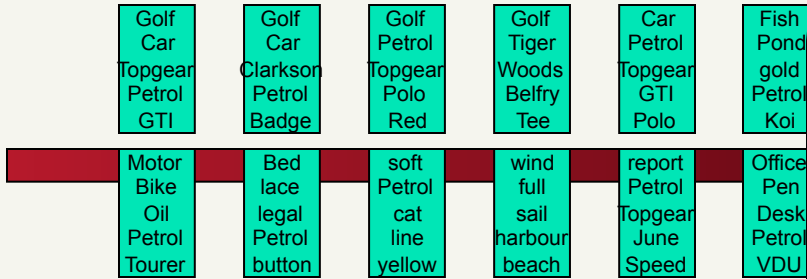 Golf
Car
Topgear
Petrol
GTI
Golf
Car
Clarkson
Petrol
Badge
Golf
Petrol
Topgear
Polo
Red
Golf
Tiger
Woods
Belfry
Tee
Car
Petrol
Topgear
GTI
Polo
Fish
Pond
gold
Petrol
Koi
Motor
Bike
Oil
Petrol
Tourer
Bed
lace
legal
Petrol
button
soft
Petrol
cat
line
yellow
wind
full
sail
harbour
beach
report
Petrol
Topgear
June
Speed
Office
Pen
Desk
Petrol
VDU